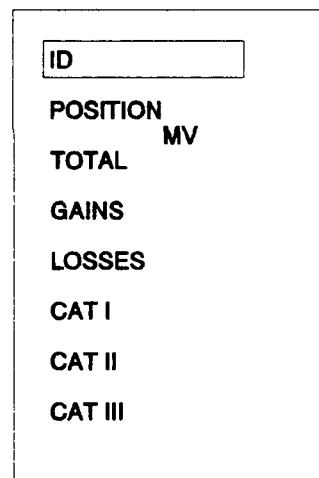 ID
POSITION
MV
TOTAL
GAINS
LOSSES
CAT I
CAT II
CAT III